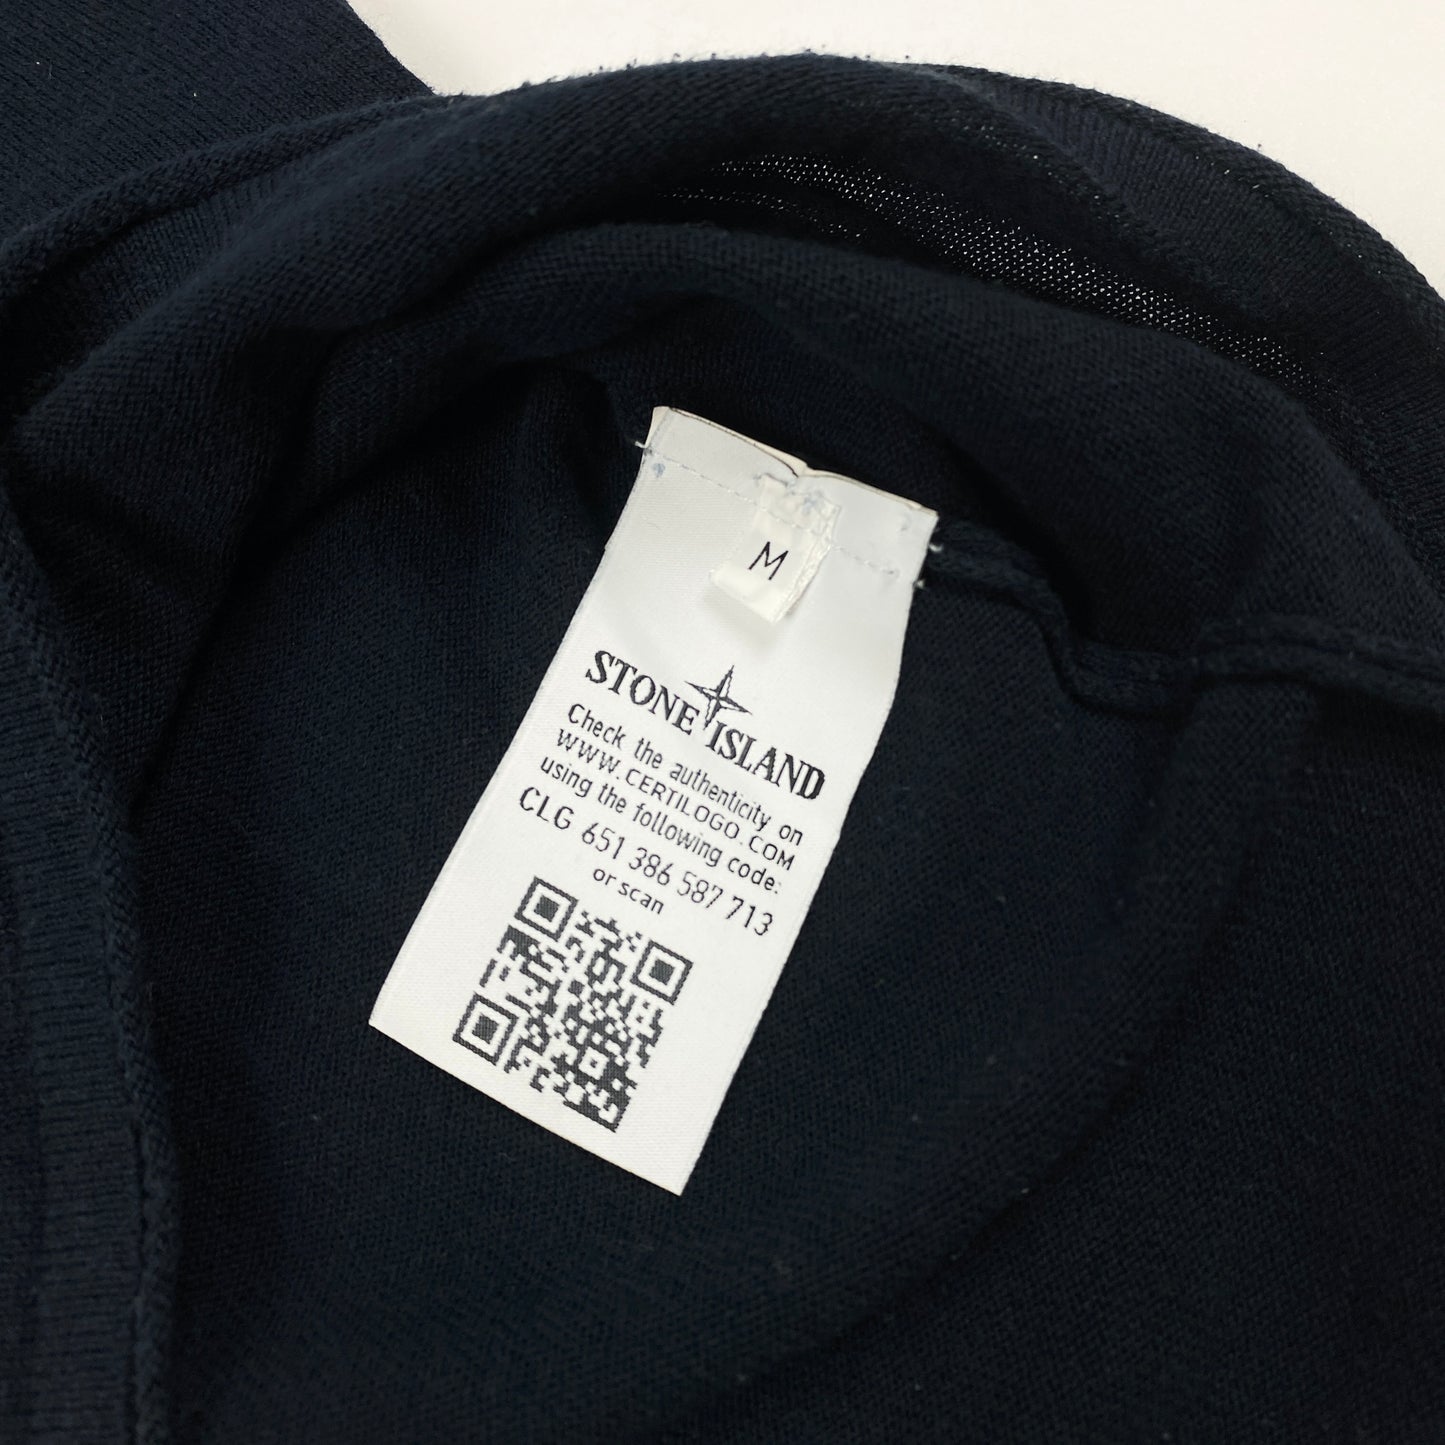 M
STONE ISLAND
Check the authenticity on
WWW.CERTILOGO.COM
using the following code:
CLG 651 386 587 713
or scan